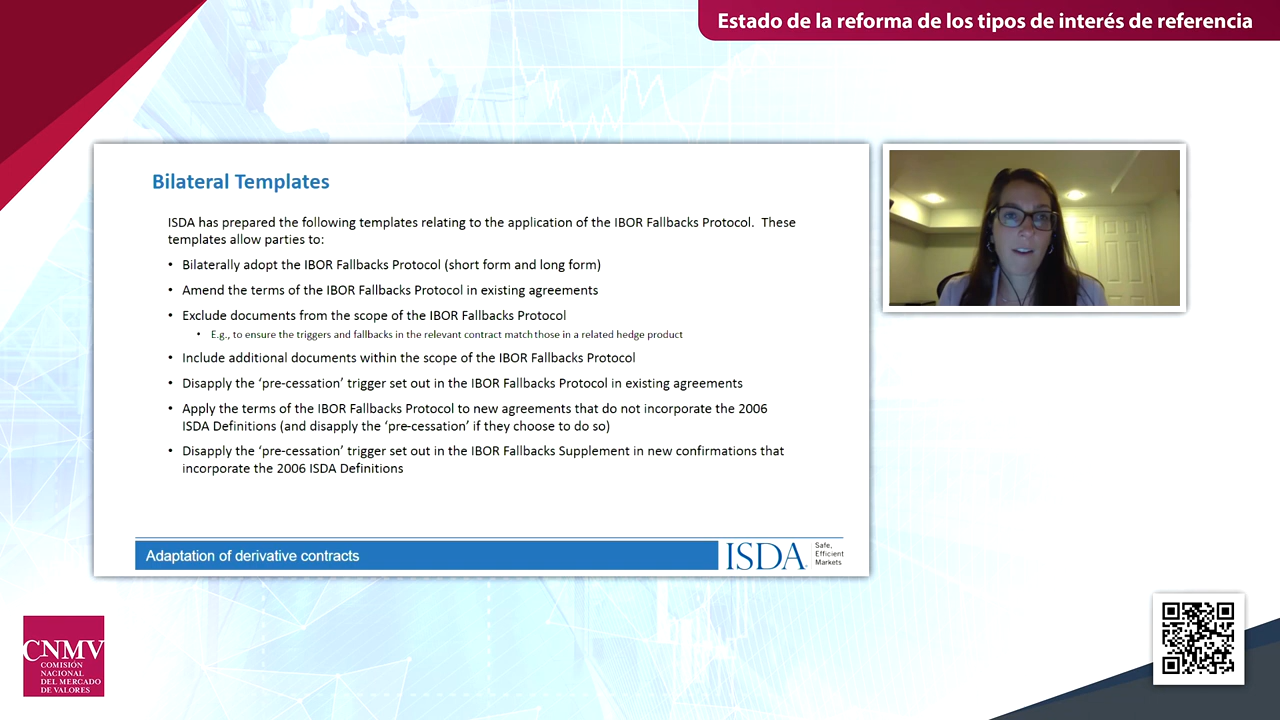 Estado de la reforma de los tipos de interés de referencia
Bilateral Templates
ISDA has prepared the following templates relating to the application of the IBOR Fallbacks Protocol. These
templates allow parties to:
• Bilaterally adopt the IBOR Fallbacks Protocol (short form and long form)
• Amend the terms of the IBOR Fallbacks Protocol in existing agreements
• Exclude documents from the scope of the IBOR Fallbacks Protocol
• E.g., to ensure the triggers and fallbacks in the relevant contract match those in a related hedge product
• Include additional documents within the scope of the IBOR Fallbacks Protocol
• Disapply the ‘pre-cessation’ trigger set out in the IBOR Fallbacks Protocol in existing agreements
• Apply the terms of the IBOR Fallbacks Protocol to new agreements that do not incorporate the 2006
ISDA Definitions (and disapply the ‘pre-cessation’ if they choose to do so)
• Disapply the ‘pre-cessation’ trigger set out in the IBOR Fallbacks Supplement in new confirmations that
incorporate the 2006 ISDA Definitions
Adaptation of derivative contracts
ISDA
Safe,
Efficient
Markets
CNMV
COMISIÓN
NACIONAL
DEL MERCADO
DE VALORES